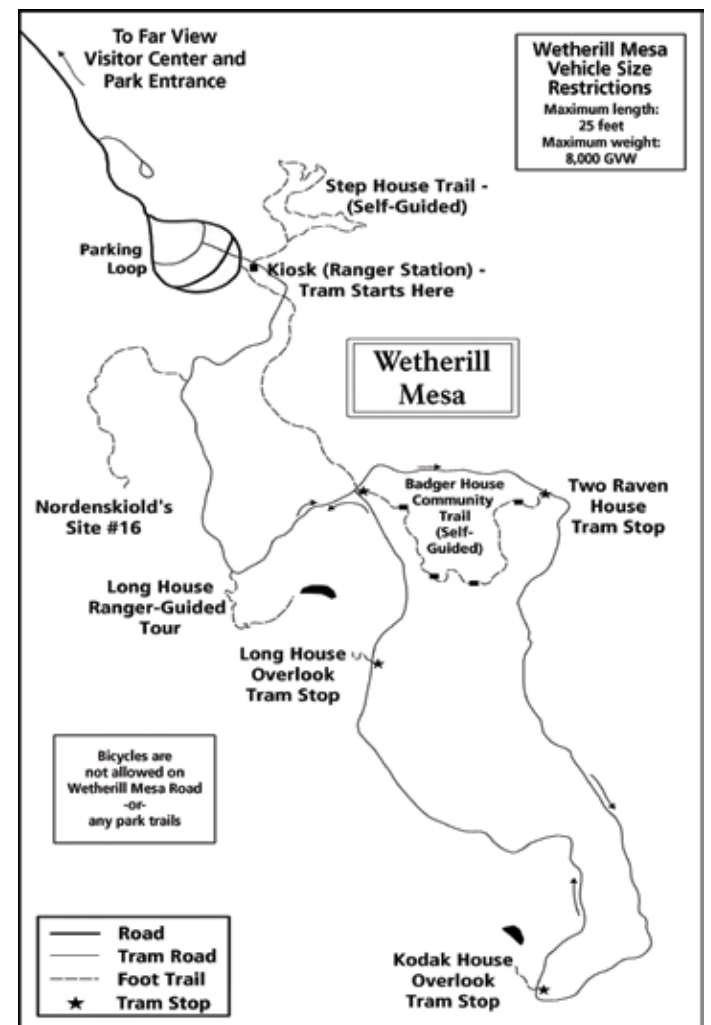 To Far View
Visitor Center and
Park Entrance
Wetherill Mesa
Vehicle Size
Restrictions
Maximum length:
25 feet
Maximum weight:
8,000 GVW
Step House Trail -
(Self-Guided)
Parking
Loop
Kiosk (Ranger Station) -
Tram Starts Here
Wetherill
Mesa
Nordenskiold's
Site #16
Badger House
Community
Trail
(Self-
Guided)
Two Raven
House
Tram Stop
Long House
Ranger-Guided
Tour
Long House
Overlook
Tram Stop
Bicycles are
not allowed on
Wetherill Mesa Road
-or-
any park trails
Road
Tram Road
Foot Trail
Tram Stop
Kodak House
Overlook
Tram Stop